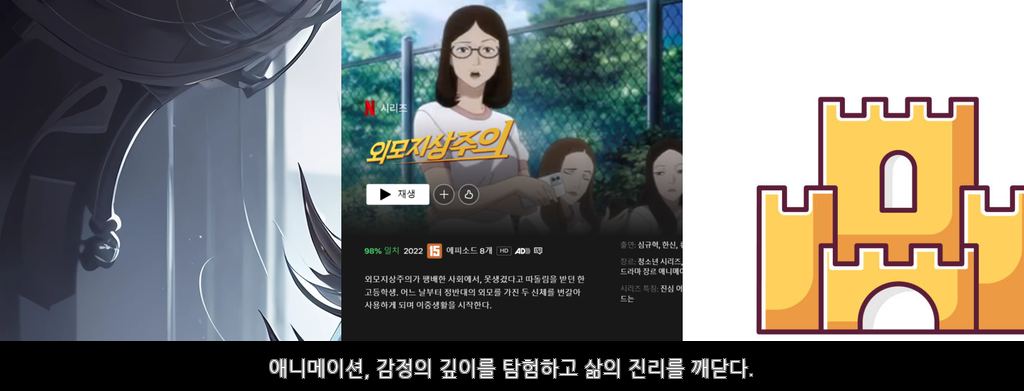 N 시리즈
외모지상주의
재생
98% 일치 2022 15 에피소드 8개 HD AD
외모지상주의가 팽배한 사회에서, 못생겼다고 따돌림을 받던 한
고등학생. 어느 날부터 정반대의 외모를 가진 두 신체를 번갈아
사용하게 되며 이중생활을 시작한다.
출연: 심규혁, 한신,
장르: 청소년 시리즈,
드라마 장르 애니메이
시리즈 특징: 진심 어
드는
애니메이션, 감정의 깊이를 탐험하고 삶의 진리를 깨닫다.